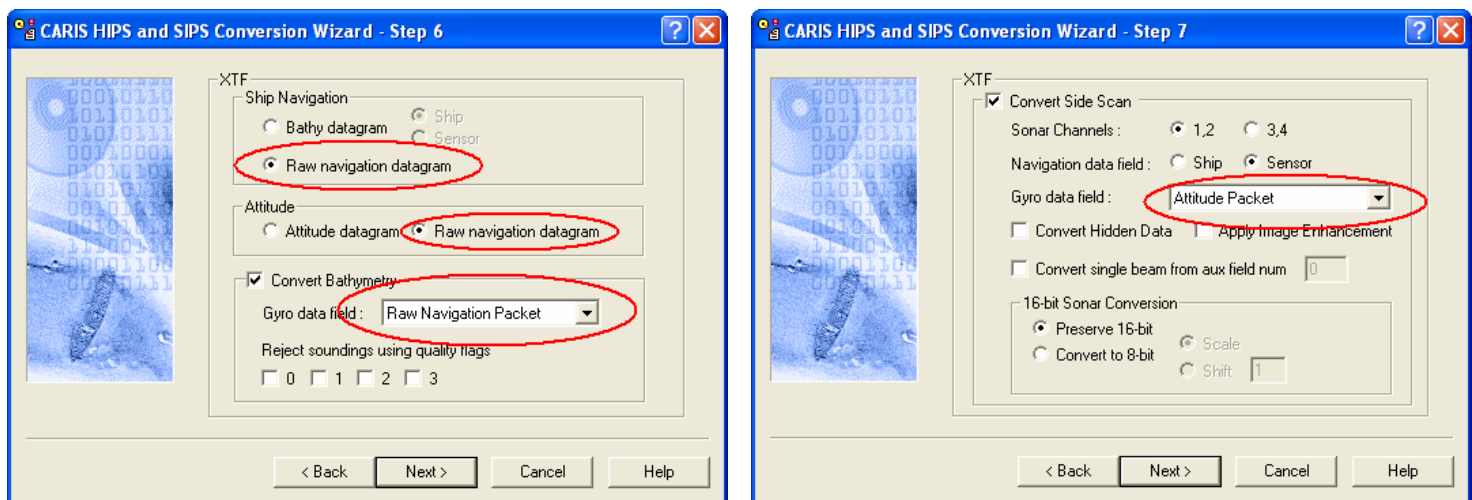 CARIS HIPS and SIPS Conversion Wizard - Step 6
XTF
Ship Navigation
Bathy datagram
Ship
Sensor
Raw navigation datagram
Attitude
Attitude datagram Raw navigation datagram
Convert Bathymetry
Gyro data field : Raw Navigation Packet
Reject soundings using quality flags
0 1 2 3
< Back Next > Cancel Help
CARIS HIPS and SIPS Conversion Wizard - Step 7
XTF
Convert Side Scan
Sonar Channels : 1,2 3,4
Navigation data field : Ship Sensor
Gyro data field : Attitude Packet
Convert Hidden Data Apply Image Enhancement
Convert single beam from aux field num 0
16-bit Sonar Conversion
Preserve 16-bit
Convert to 8-bit
Scale
Shift 1
< Back Next > Cancel Help